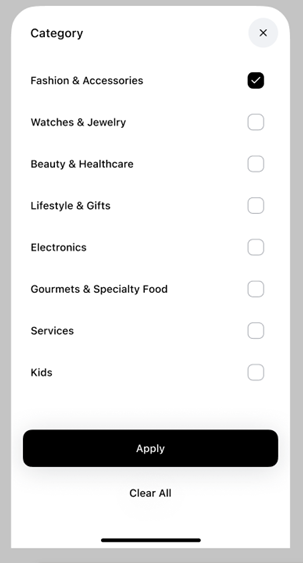 Category
Fashion & Accessories
Watches & Jewelry
Beauty & Healthcare
Lifestyle & Gifts
Electronics
Gourmets & Specialty Food
Services
Kids
Apply
Clear All